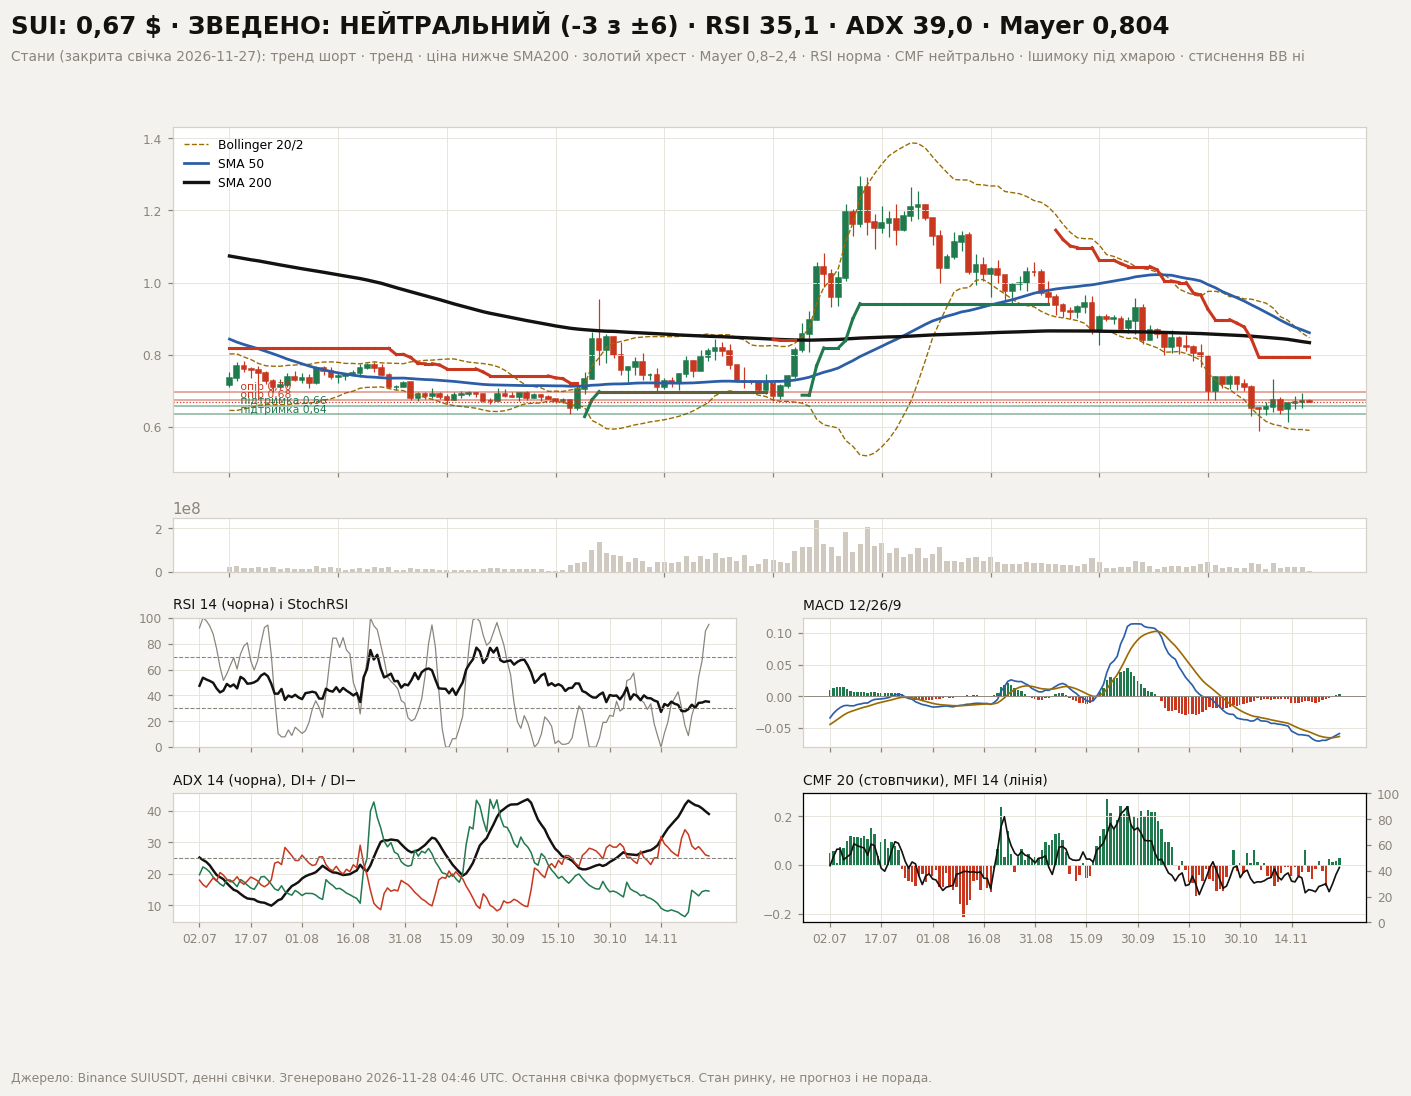 SUI: 0,67 $ · ЗВЕДЕНО: НЕЙТРАЛЬНИЙ (-3 з ±6) · RSI 35,1 · ADX 39,0 · Mayer 0,804
Стани (закрита свічка 2026-11-27): тренд шорт · тренд · ціна нижче SMA200 · золотий хрест · Mayer 0,8–2,4 · RSI норма · CMF нейтрально · Ішимоку під хмарою · стиснення BB ні
Bollinger 20/2
SMA 50
SMA 200
1.4
1.2
1.0
0.8
0.6
опір
опір 0,68
підтримка 0,66
підтримка 0,64
1e8
2
0
RSI 14 (чорна) і StochRSI
100
80
60
40
20
0
MACD 12/26/9
0.10
0.05
0.00
−0.05
ADX 14 (чорна), DI+ / DI−
40
30
20
10
02.07 17.07 01.08 16.08 31.08 15.09 30.09 15.10 30.10 14.11
CMF 20 (стовпчики), MFI 14 (лінія)
0.2
0.0
−0.2
100
80
60
40
20
0
02.07 17.07 01.08 16.08 31.08 15.09 30.09 15.10 30.10 14.11
Джерело: Binance SUIUSDT, денні свічки. Згенеровано 2026-11-28 04:46 UTC. Остання свічка формується. Стан ринку, не прогноз і не порада.